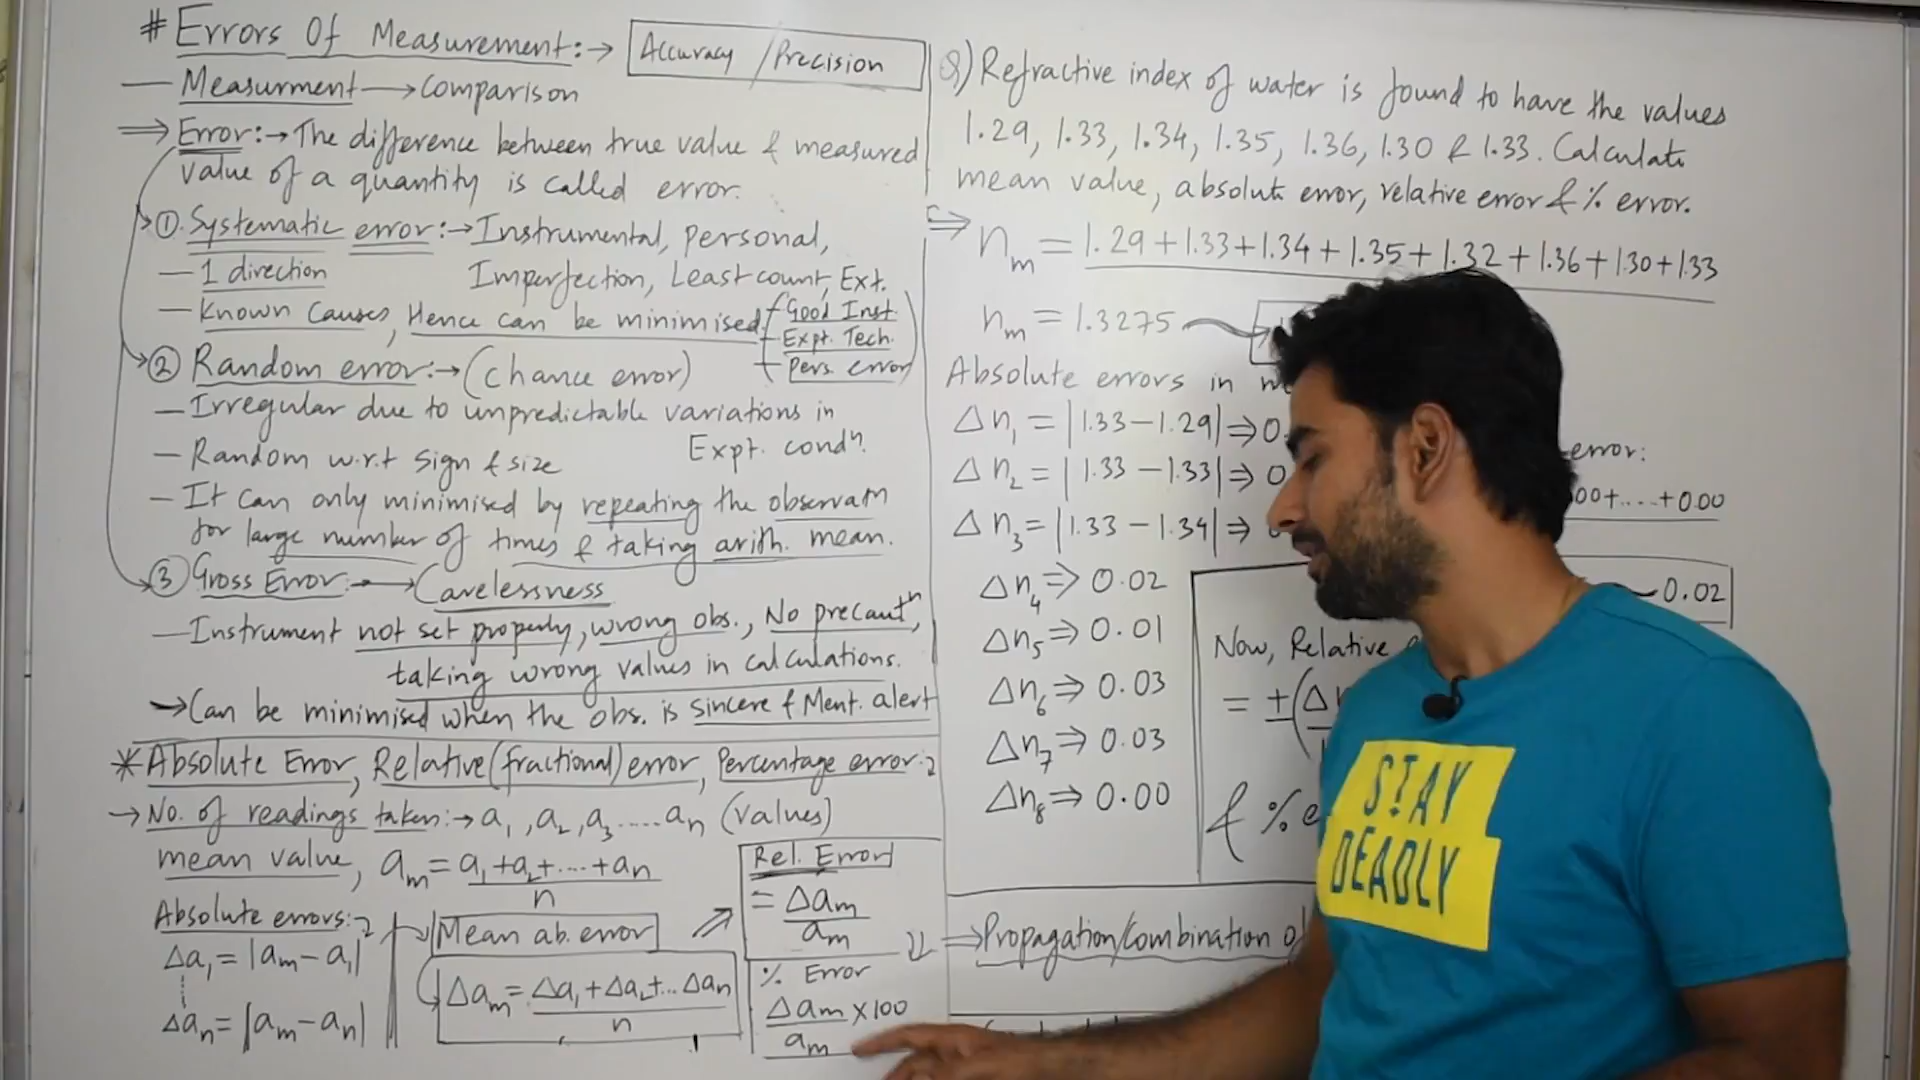 # Errors Of Measurement:→
Accuracy / Precision
— Measurment → Comparison
⇒ Error:→ The difference between true value & measured
value of a quantity is called error.
① Systematic error:→ Instrumental, personal,
— 1 direction Imperfection, Least count, Ext.
— Known Causes, Hence can be minimised
Good Inst.
Expt. Tech.
Pers. error
② Random error:→ (Chance error)
— Irregular due to unpredictable variations in
Expt. condⁿ.
— Random w.r.t sign & size
— It can only minimised by repeating the observatn
for large number of times & taking arith. mean.
③ Gross Error:→ Carelessness
— Instrument not set properly, wrong obs., No precautⁿ,
taking wrong values in calculations.
→ Can be minimised when the obs. is sincere & Ment. alert
* Absolute Error, Relative (fractional) error, Percentage error:
→ No. of readings taken:→ a₁, a₂, a₃.....aₙ (values)
mean value, aₘ = a₁+a₂+....+aₙ
n
Absolute errors:
Δa₁ = |aₘ – a₁|
Δaₙ = |aₘ – aₙ|
Mean ab. error
Δaₘ = Δa₁ + Δa₂+.. Δaₙ
n
Rel. Error
= Δaₘ
aₘ
% Error
Δaₘ × 100
aₘ
Q) Refractive index of water is found to have the values
1.29, 1.33, 1.34, 1.35, 1.36, 1.30 & 1.33. Calculate
mean value, absolute error, relative error & % error.
⇒ nₘ = 1.29 + 1.33 + 1.34 + 1.35 + 1.32 + 1.36 + 1.30 + 1.33
nₘ = 1.3275
Absolute errors in
Δn₁ = |1.33 – 1.29| ⇒ 0.
Δn₂ = |1.33 – 1.33| ⇒ 0
Δn₃ = |1.33 – 1.34| ⇒
Δn₄ ⇒ 0.02
Δn₅ ⇒ 0.01
Δn₆ ⇒ 0.03
Δn₇ ⇒ 0.03
Δn₈ ⇒ 0.00
error:
00+....+0.00
0.02
Now, Relative
= ±(Δn
& % e
⇒ Propagation/Combination of
STAY
DEADLY